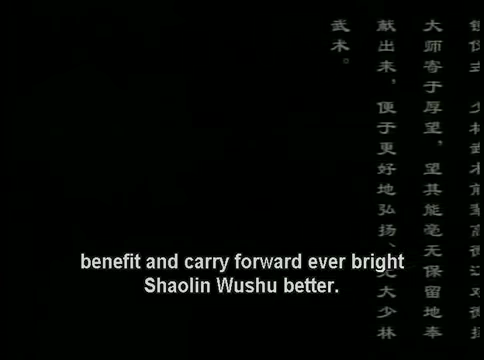 大师寄于厚望，望其能毫无保留地奉
献出来，便于更好地弘扬、光大少林
武术。
benefit and carry forward ever bright
Shaolin Wushu better.